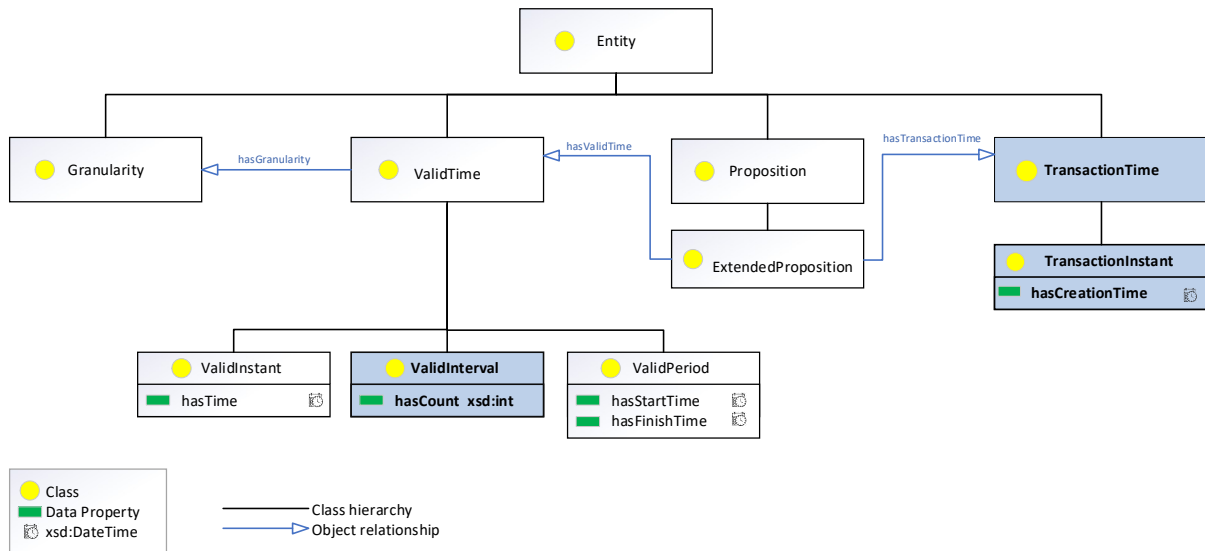 Entity
hasGranularity
hasValidTime
hasTransactionTime
Granularity
ValidTime
Proposition
TransactionTime
ExtendedProposition
TransactionInstant
hasCreationTime
ValidInstant
ValidInterval
ValidPeriod
hasTime
hasCount xsd:int
hasStartTime
hasFinishTime
Class
Data Property
xsd:DateTime
Class hierarchy
Object relationship